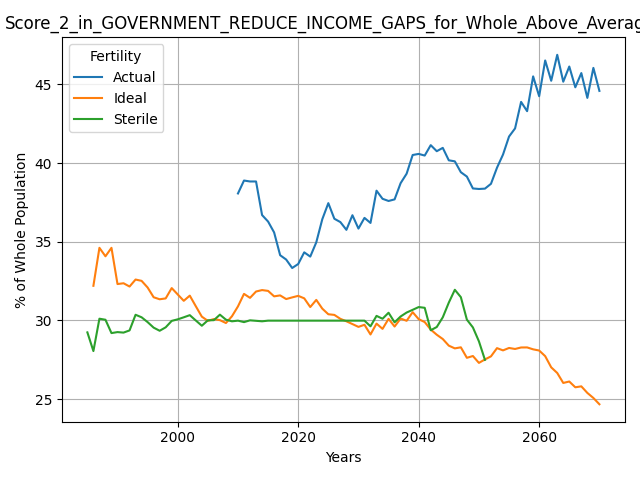 Score_2_in_GOVERNMENT_REDUCE_INCOME_GAPS_for_Whole_Above_Averag
Fertility
Actual
Ideal
Sterile
% of Whole Population
45
40
35
30
25
2000
2020
2040
2060
Years